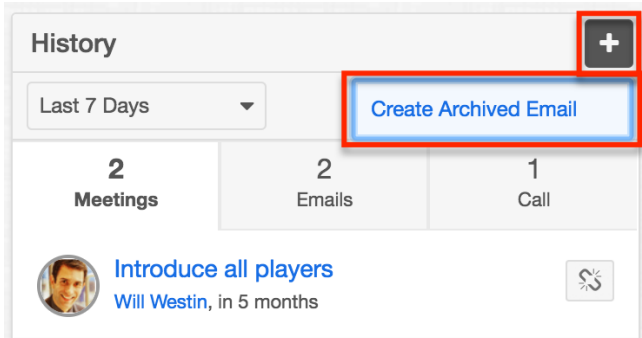 History
+
Last 7 Days
Create Archived Email
2
Meetings
2
Emails
1
Call
Introduce all players
Will Westin, in 5 months